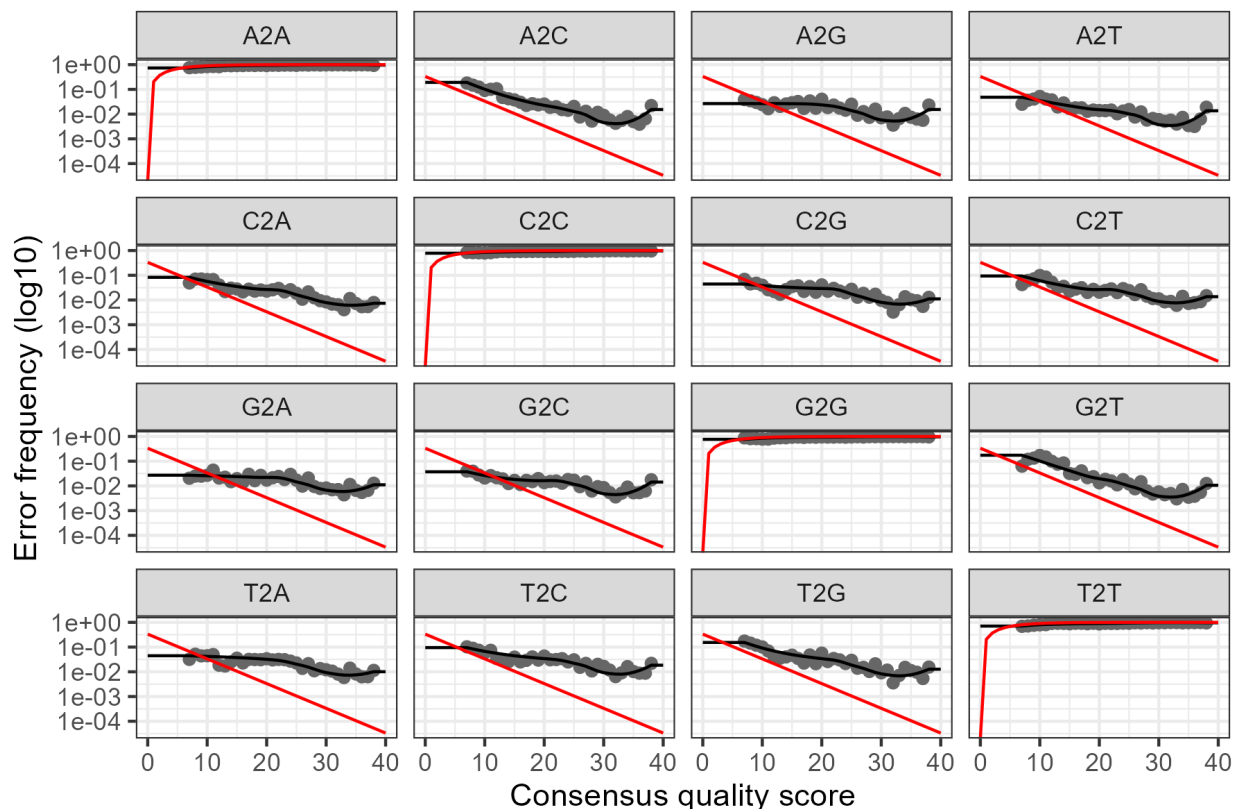 A2A A2C A2G A2T
1e+00
1e-01
1e-02
1e-03
1e-04
C2A C2C C2G C2T
1e+00
1e-01
1e-02
1e-03
1e-04
G2A G2C G2G G2T
1e+00
1e-01
1e-02
1e-03
1e-04
T2A T2C T2G T2T
1e+00
1e-01
1e-02
1e-03
1e-04
0 10 20 30 40 0 10 20 30 40 0 10 20 30 40 0 10 20 30 40
Error frequency (log10)
Consensus quality score